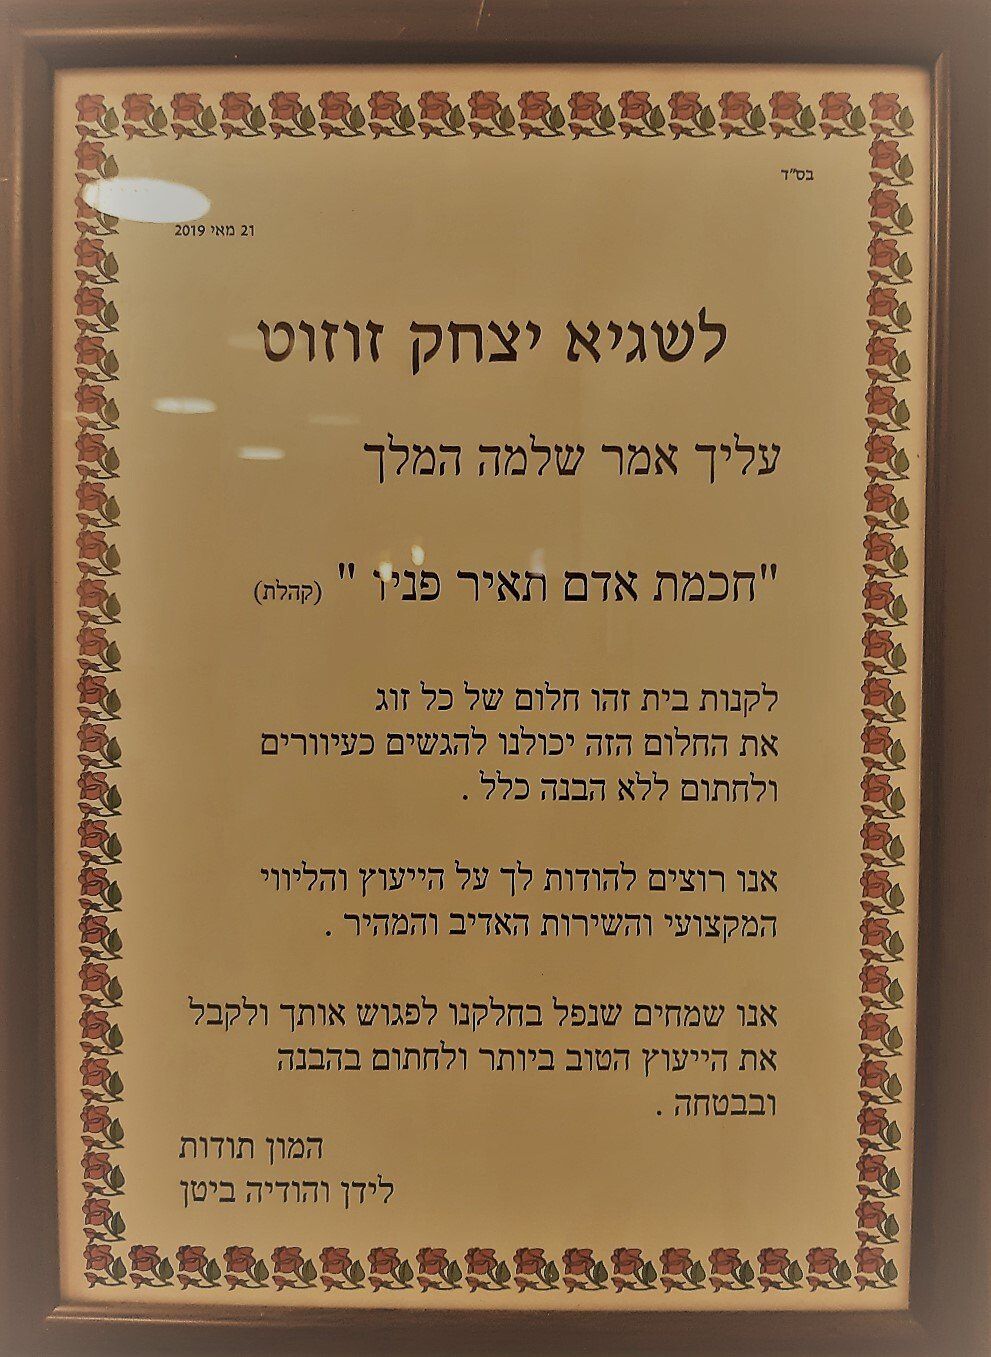 בס"ד
21 מאי 2019
לשגיא יצחק זוזוט
עליך אמר שלמה המלך
"חכמת אדם תאיר פניו " (קהלת)
לקנות בית זהו חלום של כל זוג
את החלום הזה יכולנו להגשים כעיוורים
ולחתום ללא הבנה כלל .
אנו רוצים להודות לך על הייעוץ והליווי
המקצועי והשירות האדיב והמהיר .
אנו שמחים שנפל בחלקנו לפגוש אותך ולקבל
את הייעוץ הטוב ביותר ולחתום בהבנה
ובבטחה .
המון תודות
לידן והודיה ביטן